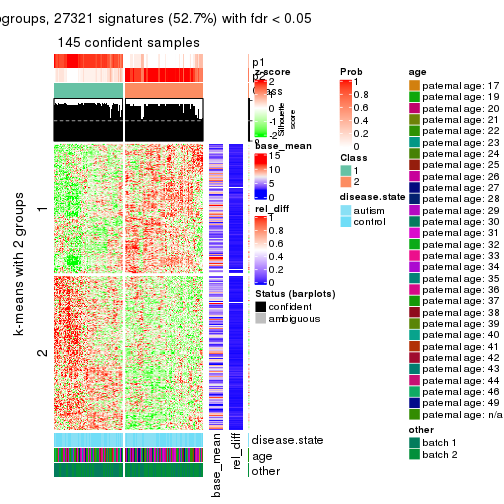 ogroups, 27321 signatures (52.7%) with fdr < 0.05
145 confident samples
p1
p2
Class
Silhouette
score
k-means with 2 groups
1
2
base_mean
rel_diff
disease.state
age
other
z-score
2
1
0
-1
-2
base_mean
15
10
5
0
rel_diff
1
0.8
0.6
0.4
0.2
0
Status (barplots)
confident
ambiguous
Prob
1
0.8
0.6
0.4
0.2
0
Class
1
2
disease.state
autism
control
age
paternal age: 17
paternal age: 19
paternal age: 20
paternal age: 21
paternal age: 22
paternal age: 23
paternal age: 24
paternal age: 25
paternal age: 26
paternal age: 27
paternal age: 28
paternal age: 29
paternal age: 30
paternal age: 31
paternal age: 32
paternal age: 33
paternal age: 34
paternal age: 35
paternal age: 36
paternal age: 37
paternal age: 38
paternal age: 39
paternal age: 40
paternal age: 41
paternal age: 42
paternal age: 43
paternal age: 44
paternal age: 46
paternal age: 49
paternal age: n/a
other
batch 1
batch 2